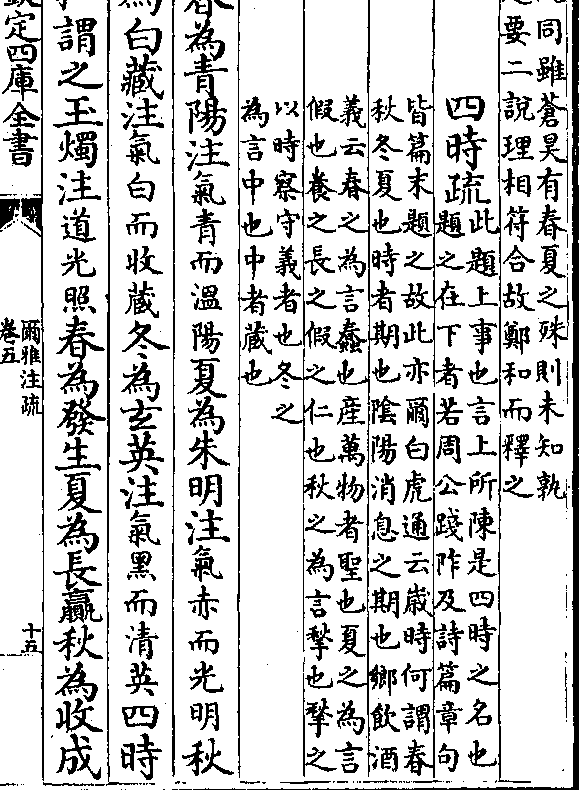 同雖蒼昊有春夏之殊則未知孰
要二說理相符合故鄭和而釋之
四時疏此題上事也言上所陳是四時之名也
題之在下者若周公踐阼及詩篇章句
皆篇末題之故此亦爾白虎通云歲時何謂春
秋冬夏也時者期也陰陽消息之期也鄉飲酒
義云春之為言蠢也産萬物者聖也夏之為言
假也養之長之假之仁也秋之為言揫也揫之
以時察守義者也冬之
為言中也中者蔵也
春為青陽注氣青而溫陽夏為朱明注氣赤而光明秋
為白藏注氣白而收蔵冬為玄英注氣黑而清英四時
謂之玉燭注道光照春為發生夏為長贏秋為收成
欽定四庫全書
爾雅注疏
卷五
十五